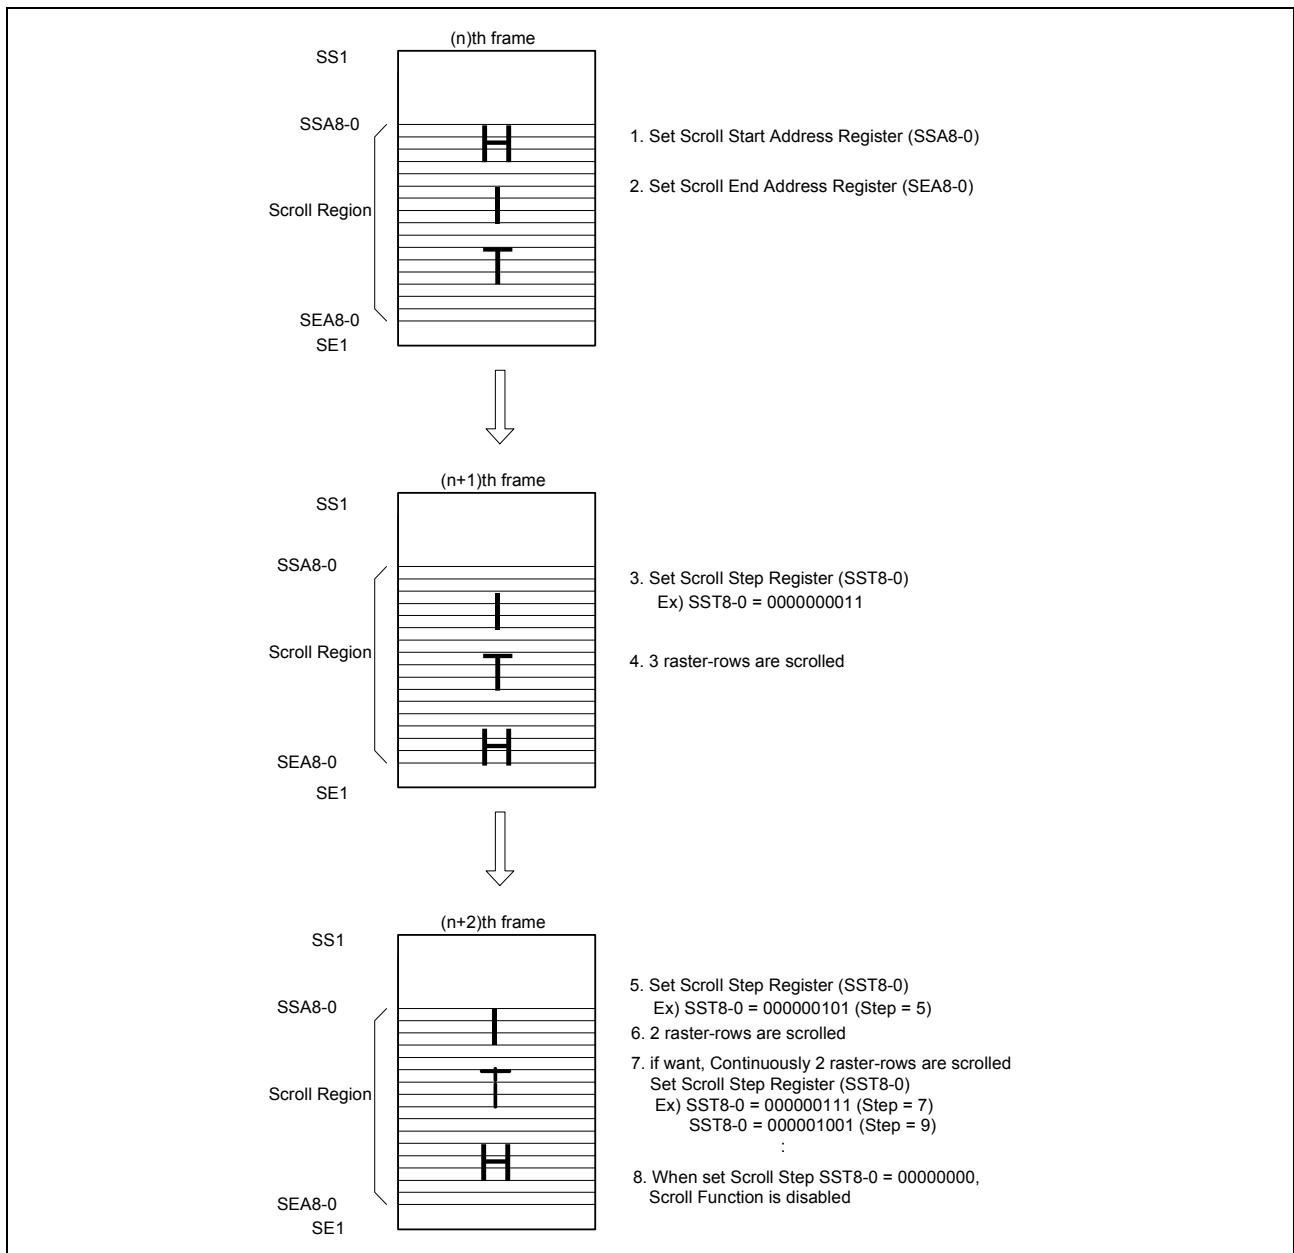 (n)th frame
SS1
SSA8-0
H
1. Set Scroll Start Address Register (SSA8-0)
2. Set Scroll End Address Register (SEA8-0)
I
Scroll Region
T
SEA8-0
SE1
(n+1)th frame
SS1
SSA8-0
3. Set Scroll Step Register (SST8-0)
Ex) SST8-0 = 0000000011
I
Scroll Region
T
4. 3 raster-rows are scrolled
H
SEA8-0
SE1
(n+2)th frame
SS1
5. Set Scroll Step Register (SST8-0)
SSA8-0
Ex) SST8-0 = 000000101 (Step = 5)
I
6. 2 raster-rows are scrolled
7. if want, Continuously 2 raster-rows are scrolled
Set Scroll Step Register (SST8-0)
T
Scroll Region
Ex) SST8-0 = 000000111 (Step = 7)
SST8-0 = 000001001 (Step = 9)
:
H
8. When set Scroll Step SST8-0 = 00000000,
Scroll Function is disabled
SEA8-0
SE1